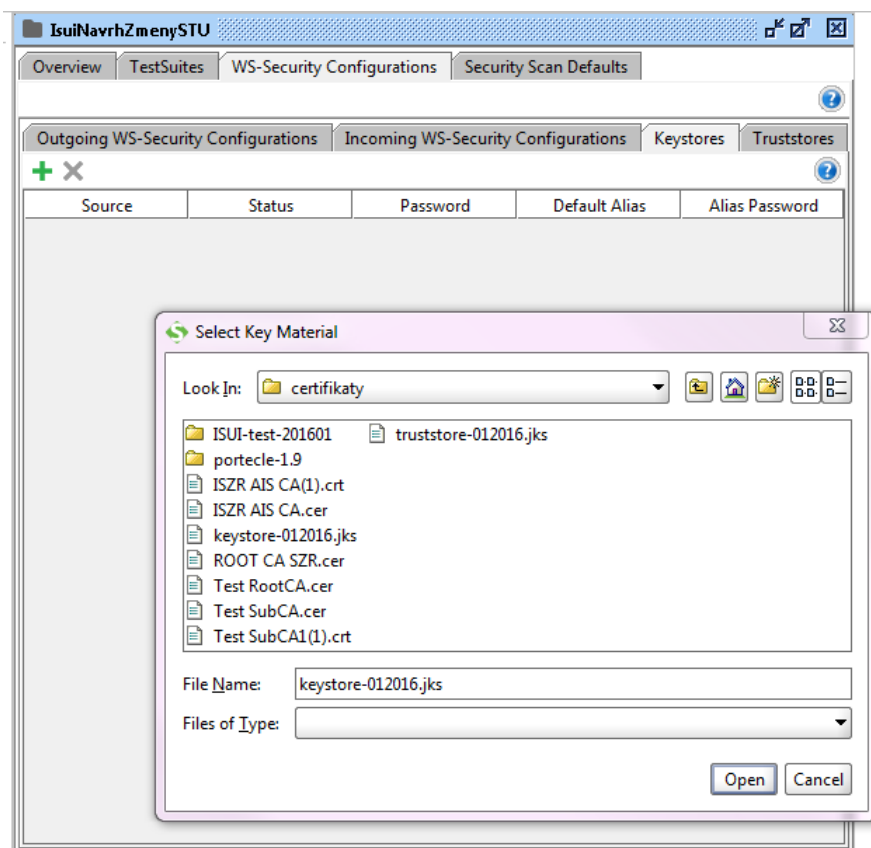 IsuiNavrhZmenySTU
Overview TestSuites WS-Security Configurations Security Scan Defaults
Outgoing WS-Security Configurations Incoming WS-Security Configurations Keystores Truststores
Source Status Password Default Alias Alias Password
Select Key Material
Look In: certifikaty
ISUI-test-201601 truststore-012016.jks
portecle-1.9
ISZR AIS CA(1).crt
ISZR AIS CA.cer
keystore-012016.jks
ROOT CA SZR.cer
Test RootCA.cer
Test SubCA.cer
Test SubCA1(1).crt
File Name: keystore-012016.jks
Files of Type:
Open Cancel